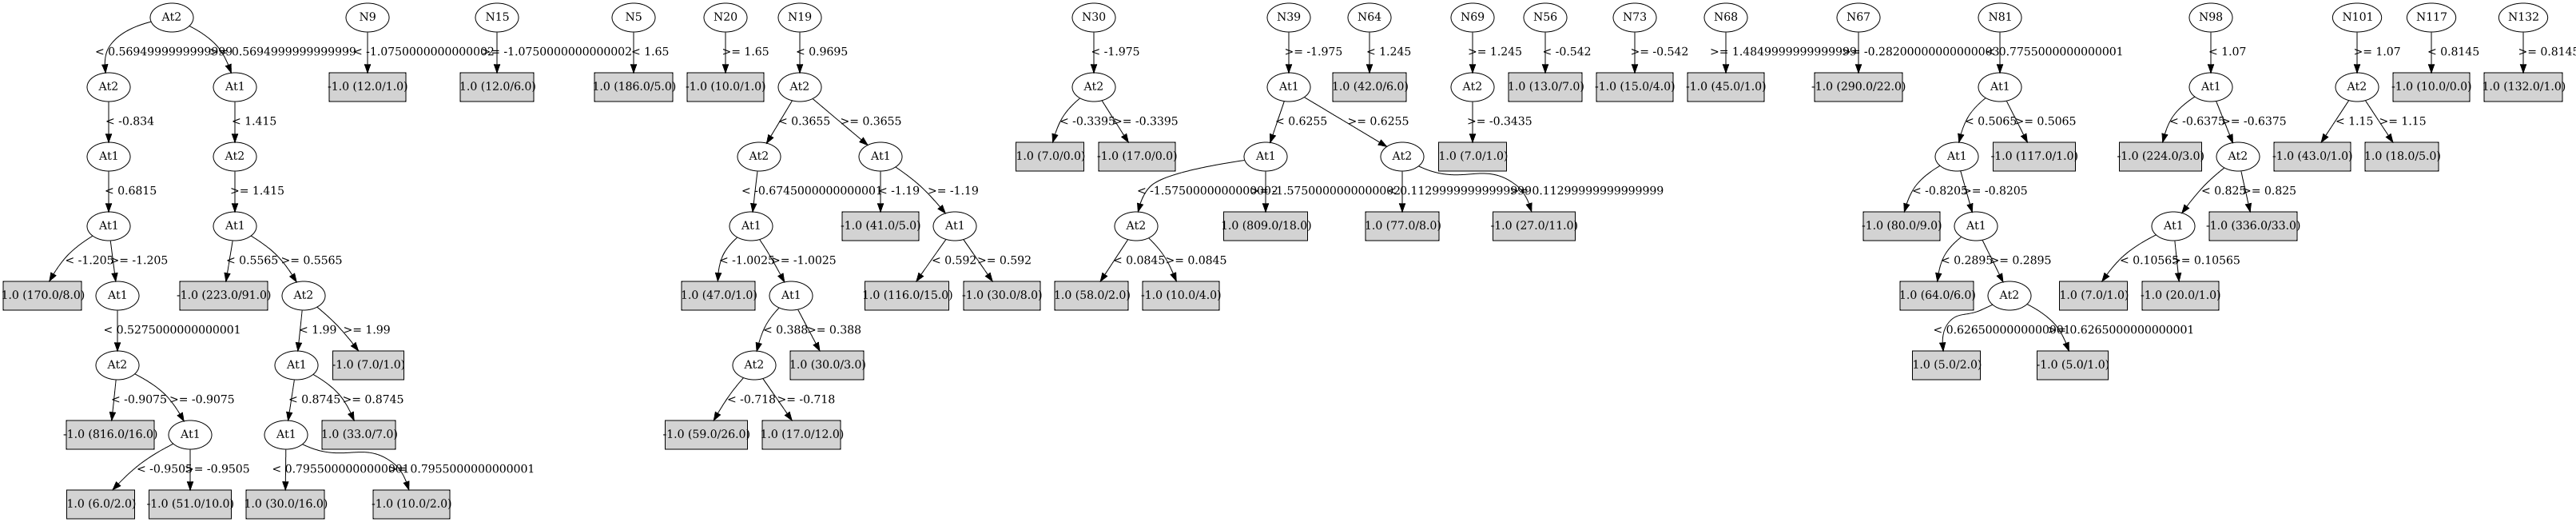 At2 N9 N15 N5 N20 N19 N30 N39 N64 N69 N56 N73 N68 N67 N81 N98 N101 N117 N132
< 0.5694999999999999 >= 0.5694999999999999 < -1.0750000000000002 >= -1.0750000000000002 < 1.65 >= 1.65 < 0.9695 < -1.975 >= -1.975 < 1.245 >= 1.245 < -0.542 >= -0.542 >= 1.4849999999999999 >= -0.28200000000000003 < 1.07 >= 1.07 < 0.8145 >= 0.8145
At2 At1 -1.0 (12.0/1.0) 1.0 (12.0/6.0) 1.0 (186.0/5.0) -1.0 (10.0/1.0) At2 At2 At1 1.0 (42.0/6.0) At2 1.0 (13.0/7.0) -1.0 (15.0/4.0) -1.0 (45.0/1.0) -1.0 (290.0/22.0) At1 At1 At2 -1.0 (10.0/0.0) 1.0 (132.0/1.0)
< -0.834 < 1.415 < 0.3655 >= 0.3655 < -0.3395 >= -0.3395 < 0.6255 >= 0.6255 >= -0.3435 < 0.5065 >= 0.5065 < -0.6375 >= -0.6375 < 1.15 >= 1.15
At1 At2 At2 At1 1.0 (7.0/0.0) -1.0 (17.0/0.0) At1 At2 1.0 (7.0/1.0) At1 -1.0 (117.0/1.0) -1.0 (224.0/3.0) At2 -1.0 (43.0/1.0) 1.0 (18.0/5.0)
< 0.6815 >= 1.415 < -0.6745000000000001 < -1.19 >= -1.19 < -1.5750000000000002 >= -1.5750000000000002 < 0.11299999999999999 >= 0.11299999999999999 < -0.8205 >= -0.8205 < 0.825 >= 0.825
At1 At1 At1 -1.0 (41.0/5.0) At1 At2 1.0 (809.0/18.0) 1.0 (77.0/8.0) -1.0 (27.0/11.0) -1.0 (80.0/9.0) At1 At1 -1.0 (336.0/33.0)
< -1.205 >= -1.205 < 0.5565 >= 0.5565 < -1.0025 >= -1.0025 < 0.592 >= 0.592 < 0.0845 >= 0.0845 < 0.2895 >= 0.2895 < 0.10565 >= 0.10565
1.0 (170.0/8.0) At1 -1.0 (223.0/91.0) At2 1.0 (47.0/1.0) At1 1.0 (116.0/15.0) -1.0 (30.0/8.0) 1.0 (58.0/2.0) -1.0 (10.0/4.0) 1.0 (64.0/6.0) At2 1.0 (7.0/1.0) -1.0 (20.0/1.0)
< 0.5275000000000001 < 1.99 >= 1.99 < 0.388 >= 0.388 < 0.6265000000000001 >= 0.6265000000000001
At2 At1 -1.0 (7.0/1.0) At2 1.0 (30.0/3.0) 1.0 (5.0/2.0) -1.0 (5.0/1.0)
< -0.9075 >= -0.9075 < 0.8745 >= 0.8745 < -0.718 >= -0.718
-1.0 (816.0/16.0) At1 At1 1.0 (33.0/7.0) -1.0 (59.0/26.0) 1.0 (17.0/12.0)
< -0.9505 >= -0.9505 < 0.7955000000000001 >= 0.7955000000000001
1.0 (6.0/2.0) -1.0 (51.0/10.0) 1.0 (30.0/16.0) -1.0 (10.0/2.0)